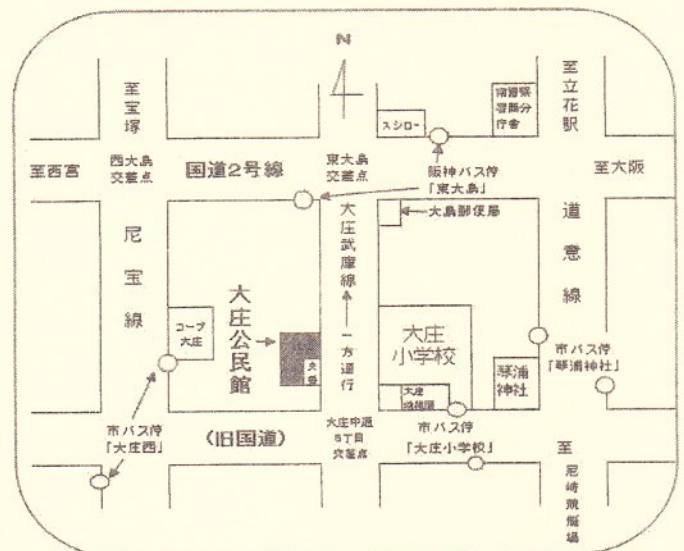 N
至宝塚
スシロー
至立花駅
至西宮
西大島
交差点
国道2号線
東大島
交差点
阪神バス停
「東大島」
至大阪
大島郵便局
尼宝線
大庄武庫線
一方通行
道意線
コープ
大庄
大庄公民館
交番
大庄
小学校
琴浦
神社
市バス停
「琴浦神社」
市バス停
「大庄西」
(旧国道)
大庄中通
5丁目
交差点
市バス停
「大庄小学校」
至
尼崎競艇場